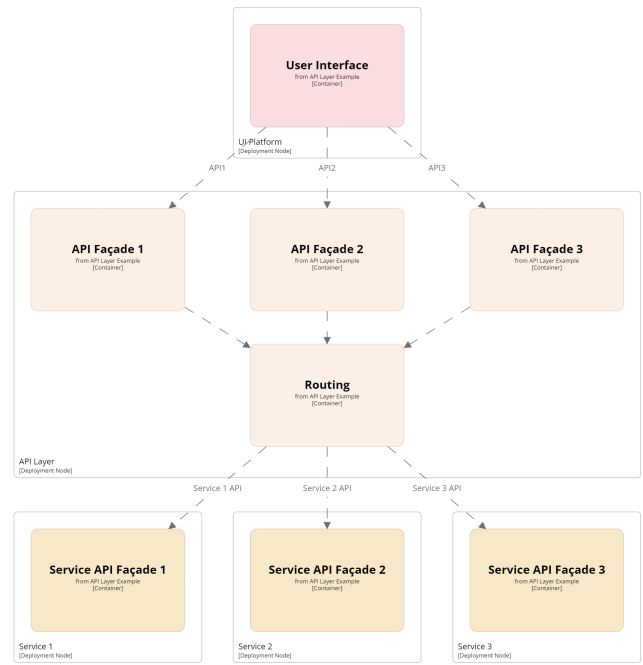 User Interface
from API Layer Example
[Container]
UI Platform
[Deployment Node]
API1
API2
API3
API Façade 1
from API Layer Example
[Container]
API Façade 2
from API Layer Example
[Container]
API Façade 3
from API Layer Example
[Container]
Routing
from API Layer Example
[Container]
API Layer
[Deployment Node]
Service 1 API
Service 2 API
Service 3 API
Service API Façade 1
from API Layer Example
[Container]
Service API Façade 2
from API Layer Example
[Container]
Service API Façade 3
from API Layer Example
[Container]
Service 1
[Deployment Node]
Service 2
[Deployment Node]
Service 3
[Deployment Node]